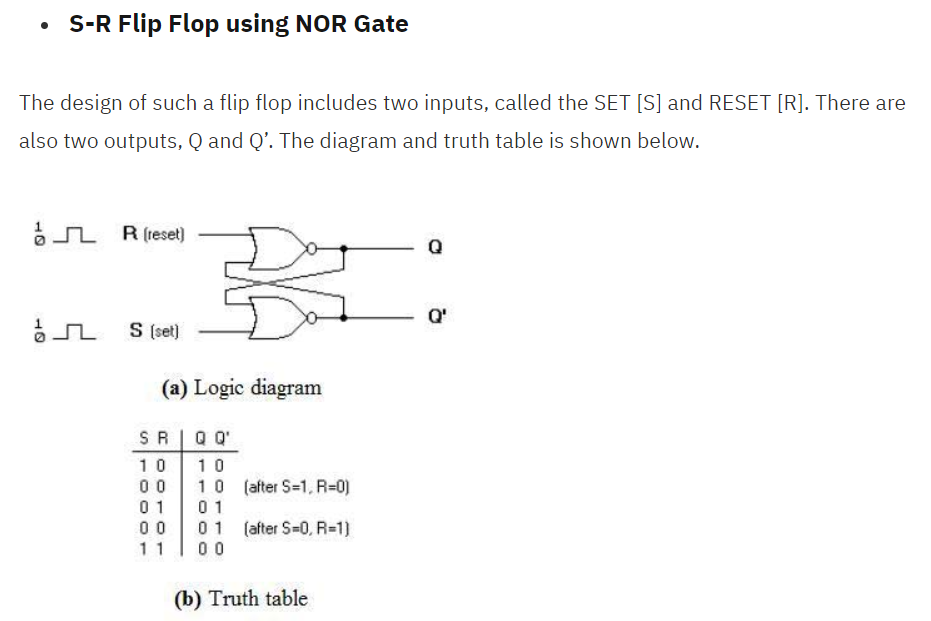 • S-R Flip Flop using NOR Gate
The design of such a flip flop includes two inputs, called the SET [S] and RESET [R]. There are
also two outputs, Q and Q’. The diagram and truth table is shown below.
1
0
R (reset)
Q
1
0
S (set)
Q'
(a) Logic diagram
S R Q Q'
1 0 1 0
0 0 1 0 (after S=1, R=0)
0 1 0 1
0 0 0 1 (after S=0, R=1)
1 1 0 0
(b) Truth table